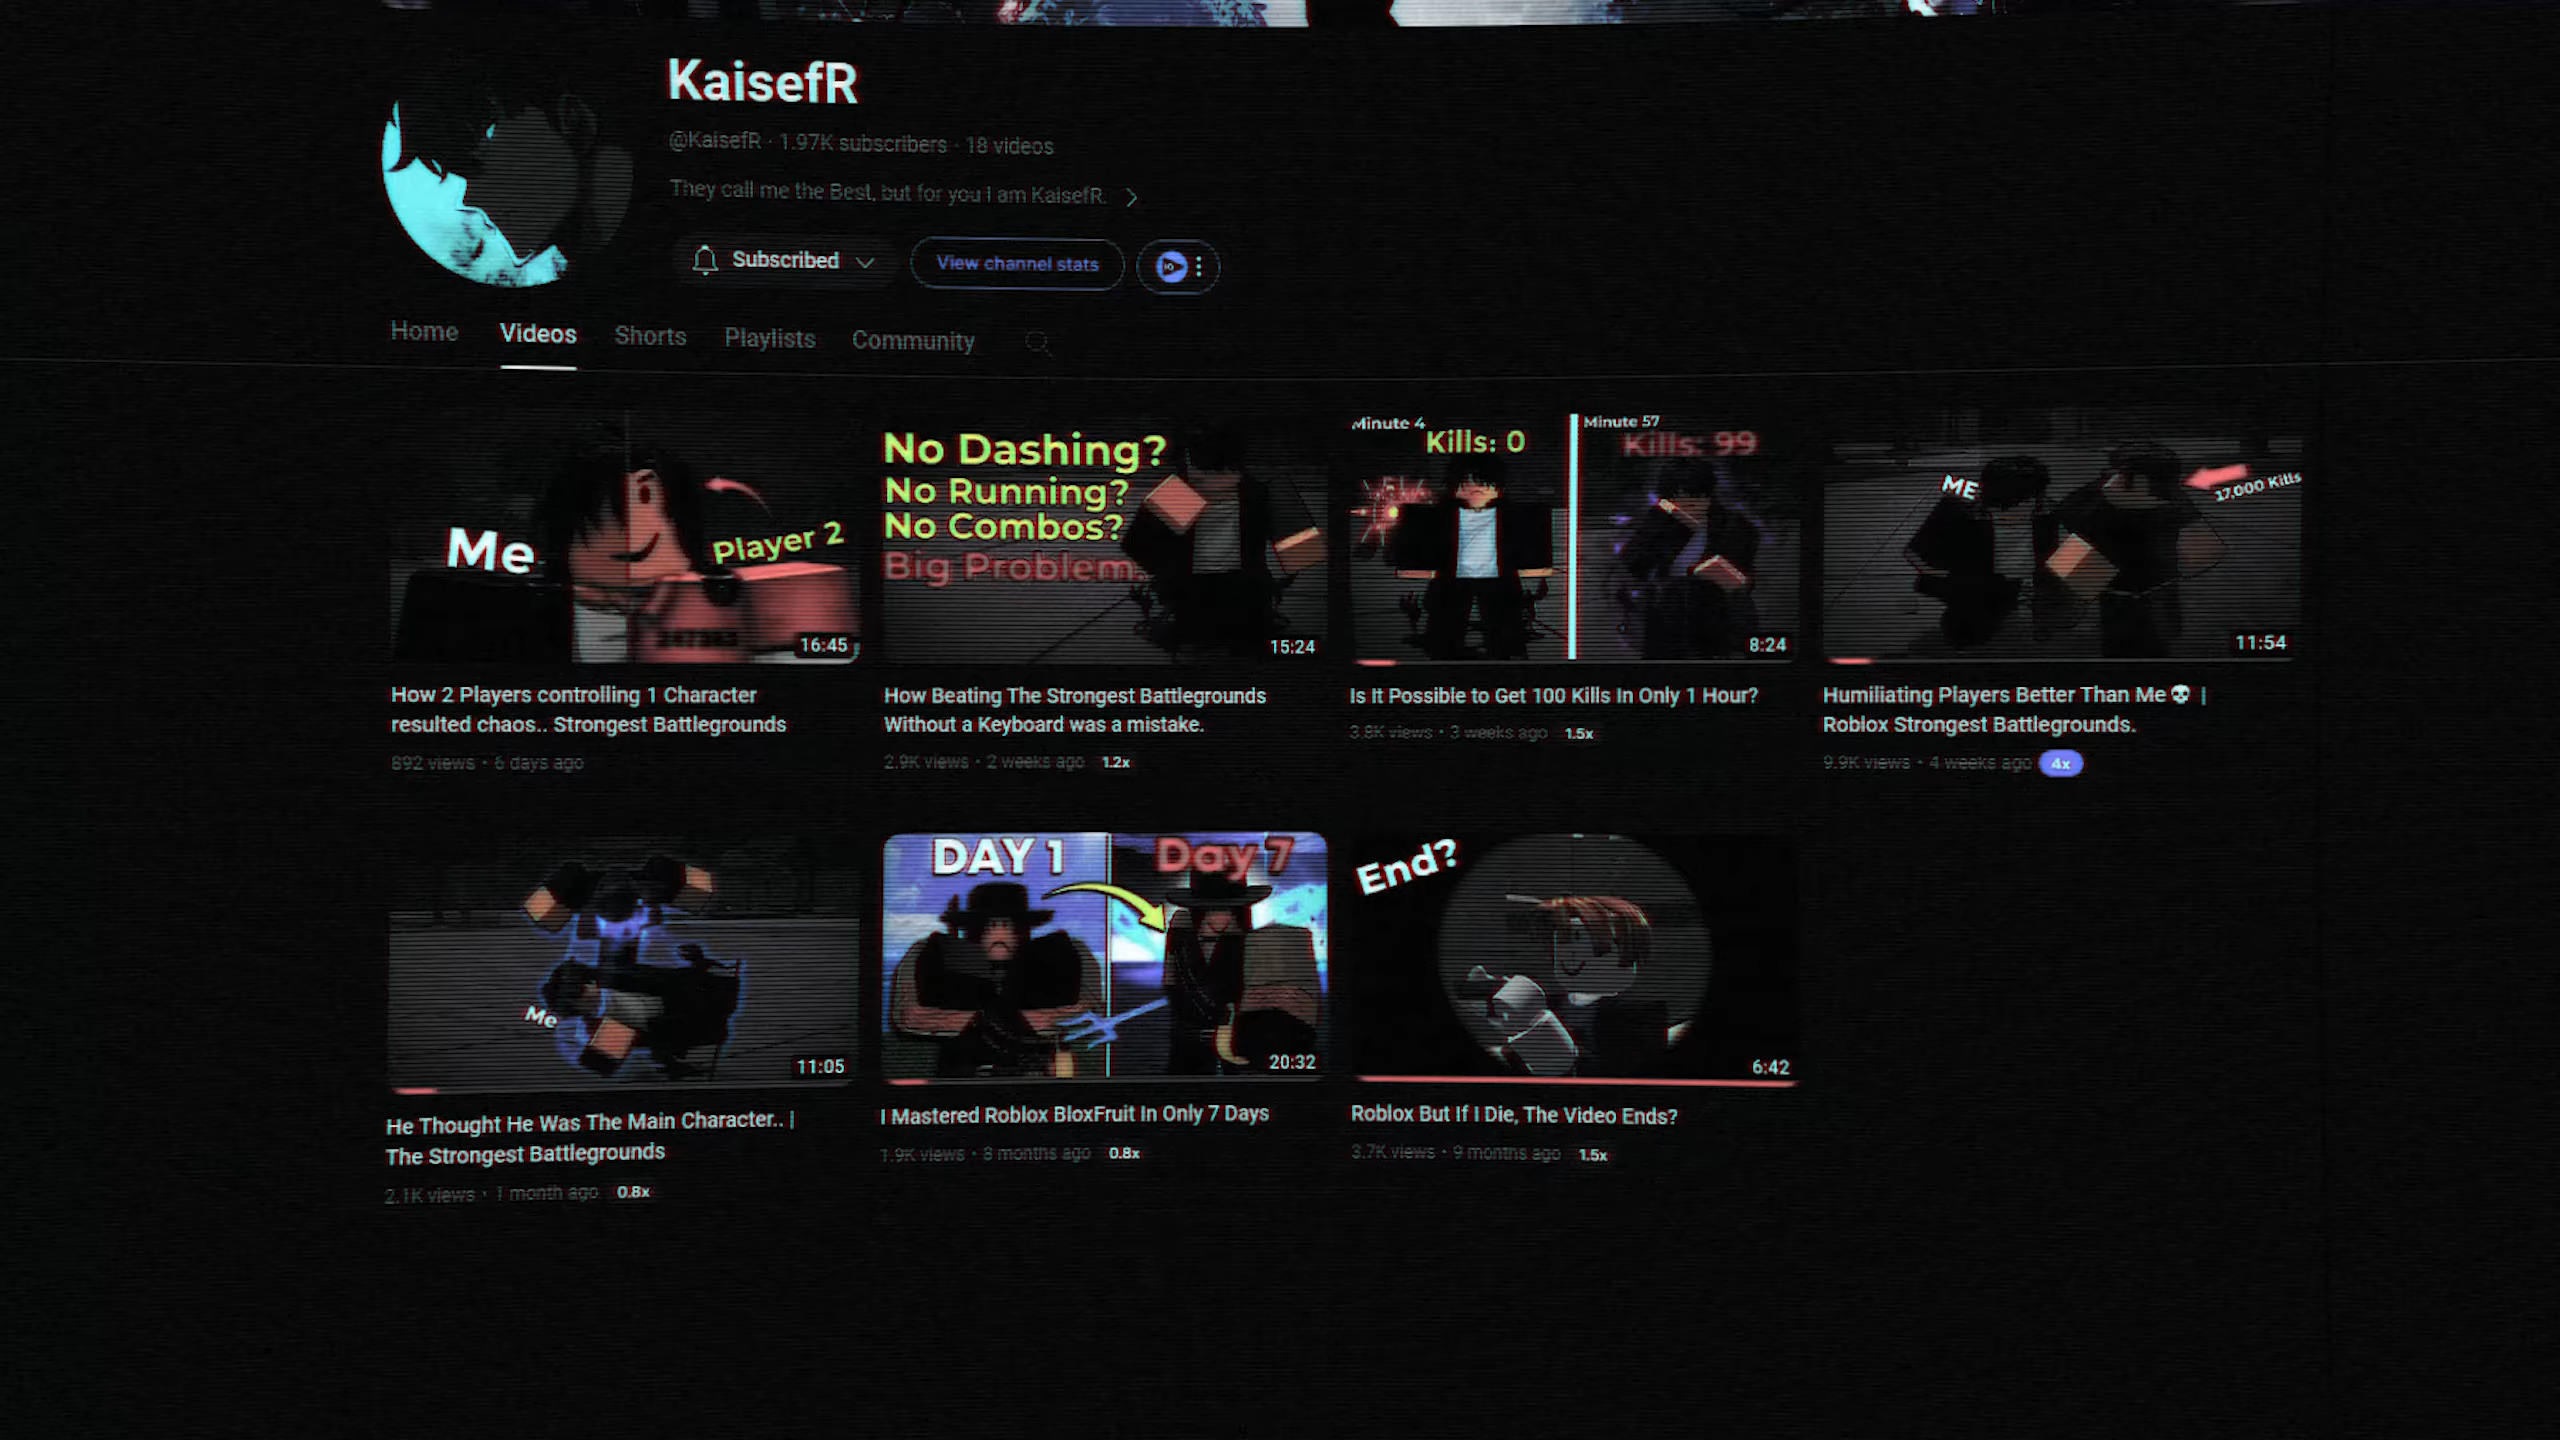 KaisefR
@KaisefR · 1.97K subscribers · 18 videos
They call me the Best, but for you I am KaisefR.
Subscribed
View channel stats
Home
Videos
Shorts
Playlists
Community
Me
Player 2
16:45
How 2 Players controlling 1 Character
resulted chaos.. Strongest Battlegrounds
892 views · 6 days ago
No Dashing?
No Running?
No Combos?
Big Problem.
15:24
How Beating The Strongest Battlegrounds
Without a Keyboard was a mistake.
2.9K views · 2 weeks ago 1.2x
Minute 4
Kills: 0
Minute 57
Kills: 99
8:24
Is It Possible to Get 100 Kills In Only 1 Hour?
3.8K views · 3 weeks ago 1.5x
ME
17,000 Kills
11:54
Humiliating Players Better Than Me💀 |
Roblox Strongest Battlegrounds.
9.9K views · 4 weeks ago 4x
Me
11:05
He Thought He Was The Main Character.. |
The Strongest Battlegrounds
2.1K views · 1 month ago 0.8x
DAY 1
Day 7
20:32
I Mastered Roblox BloxFruit In Only 7 Days
1.9K views · 8 months ago 0.8x
End?
6:42
Roblox But If I Die, The Video Ends?
3.7K views · 9 months ago 1.5x